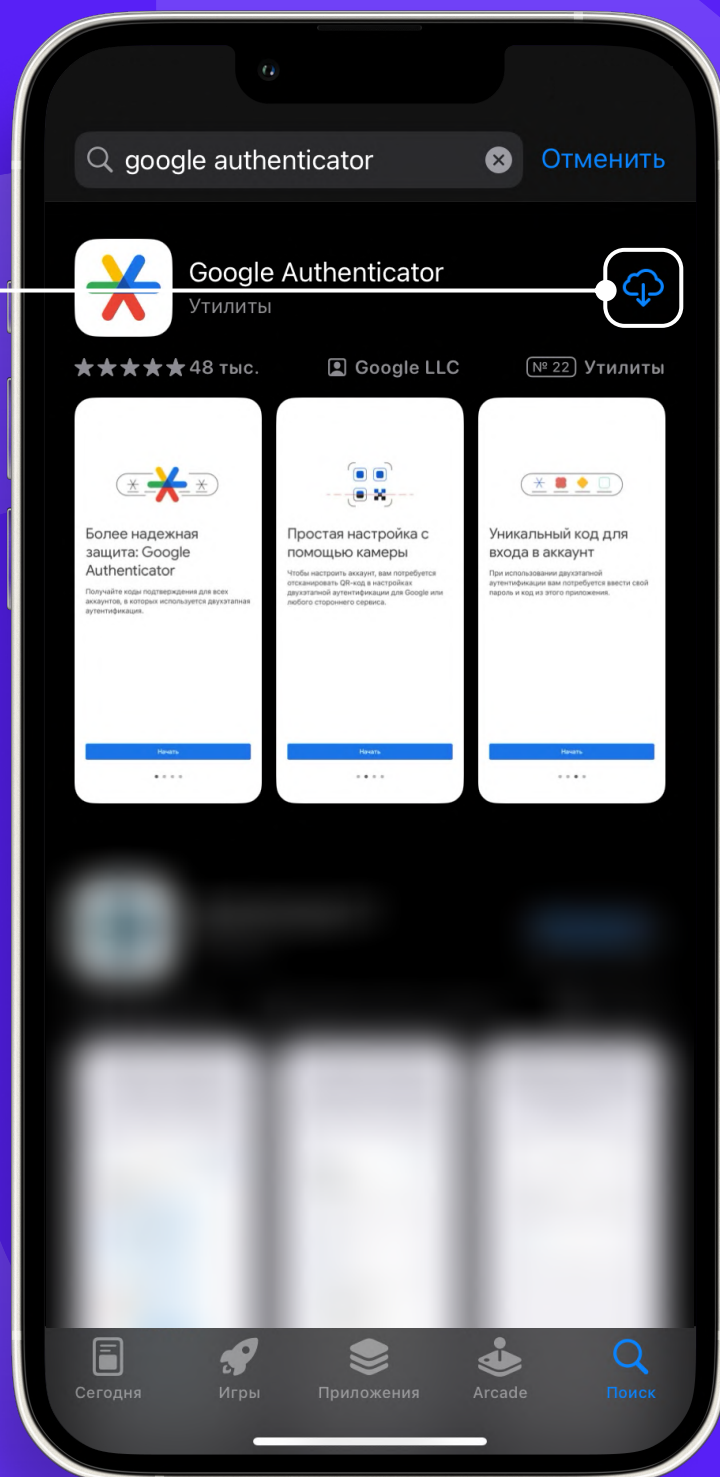 google authenticator
Отменить
Google Authenticator
Утилиты
48 тыс.
Google LLC
№ 22 Утилиты
Более надежная
защита: Google
Authenticator
Получайте коды подтверждения для всех
аккаунтов, в которых используется двухэтапная
аутентификация.
Начать
Простая настройка с
помощью камеры
Чтобы настроить аккаунт, вам потребуется
отсканировать QR-код в настройках
двухэтапной аутентификации для Google или
любого стороннего сервиса.
Начать
Уникальный код для
входа в аккаунт
При использовании двухэтапной
аутентификации вам потребуется ввести свой
пароль и код из этого приложения.
Начать
Сегодня
Игры
Приложения
Arcade
Поиск